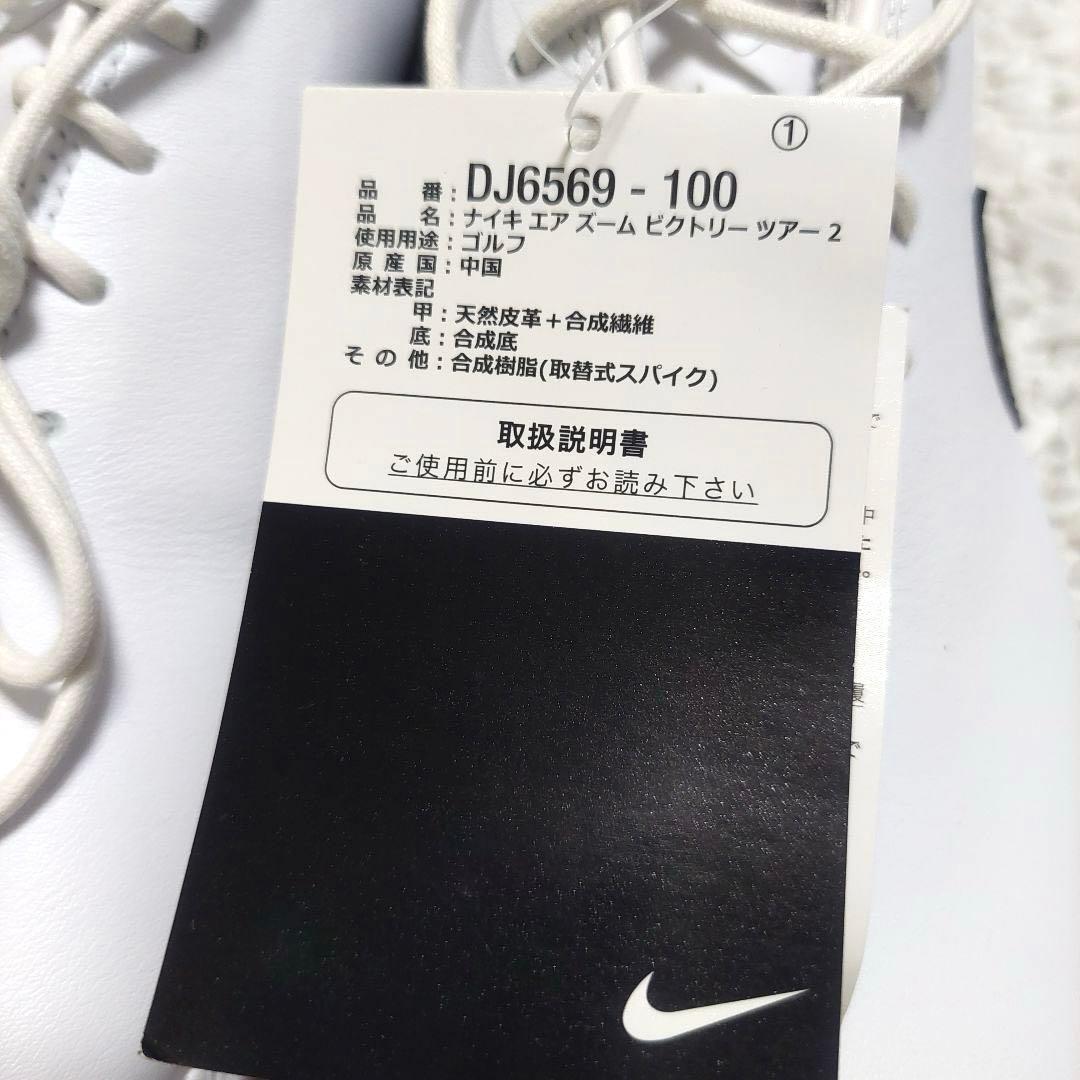 ①
品 番：DJ6569 - 100
品 名：ナイキ エア ズーム ビクトリー ツアー 2
使用用途：ゴルフ
原 産 国：中国
素材表記
甲：天然皮革＋合成繊維
底：合成底
そ の 他：合成樹脂(取替式スパイク)
取扱説明書
ご使用前に必ずお読み下さい